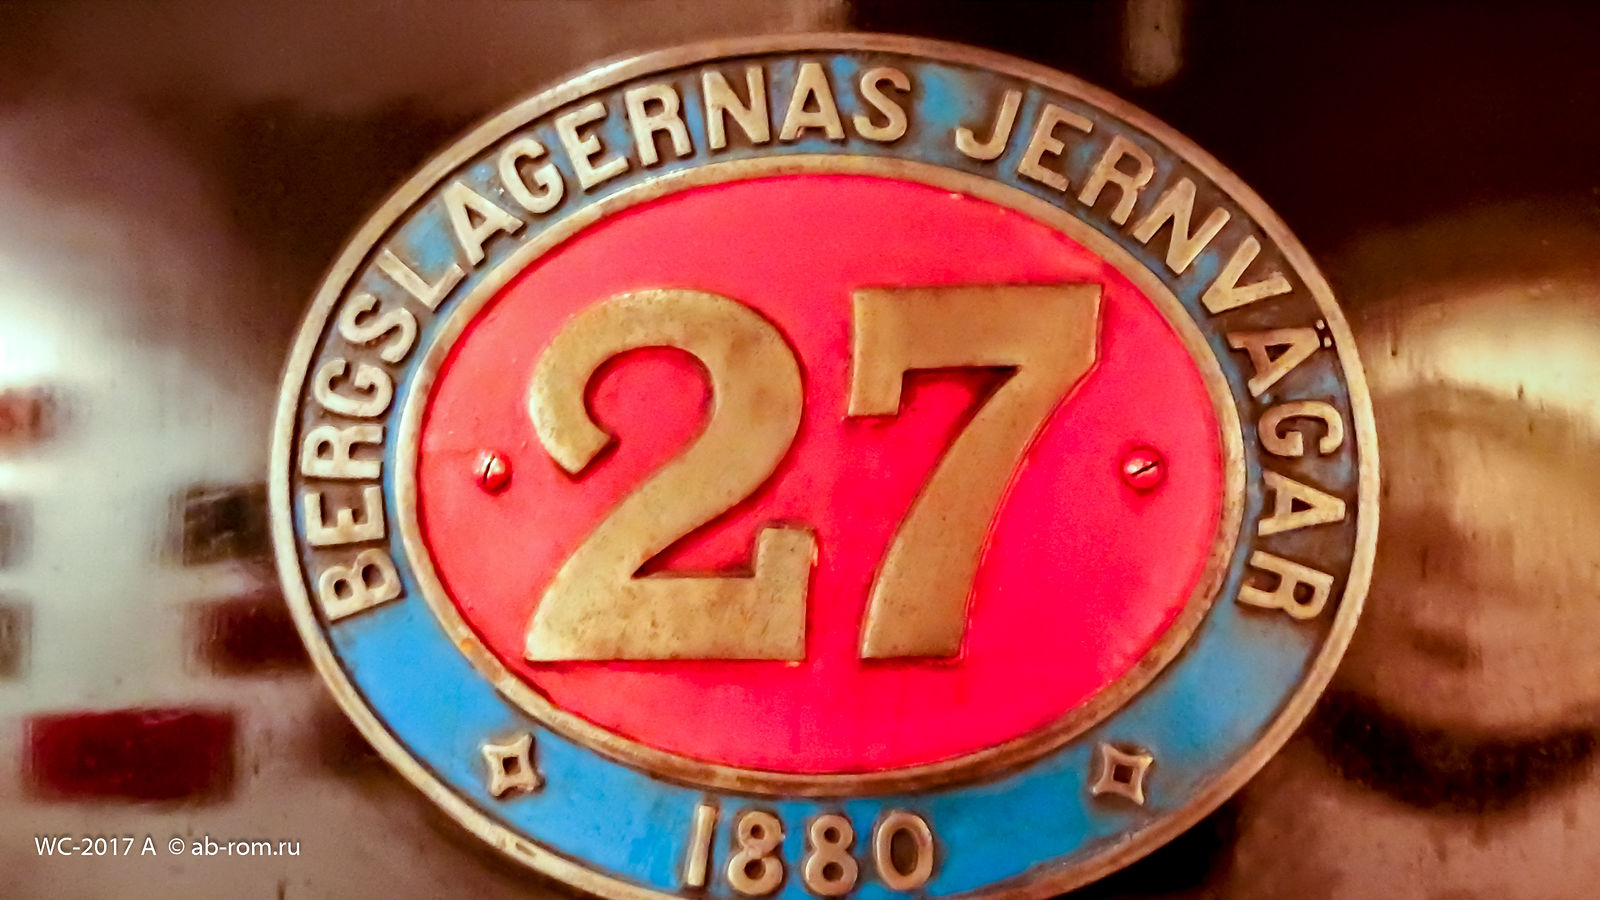 BERGSLAGERNAS JERNVÄGAR
27
1880
WC-2017 A © ab-rom.ru